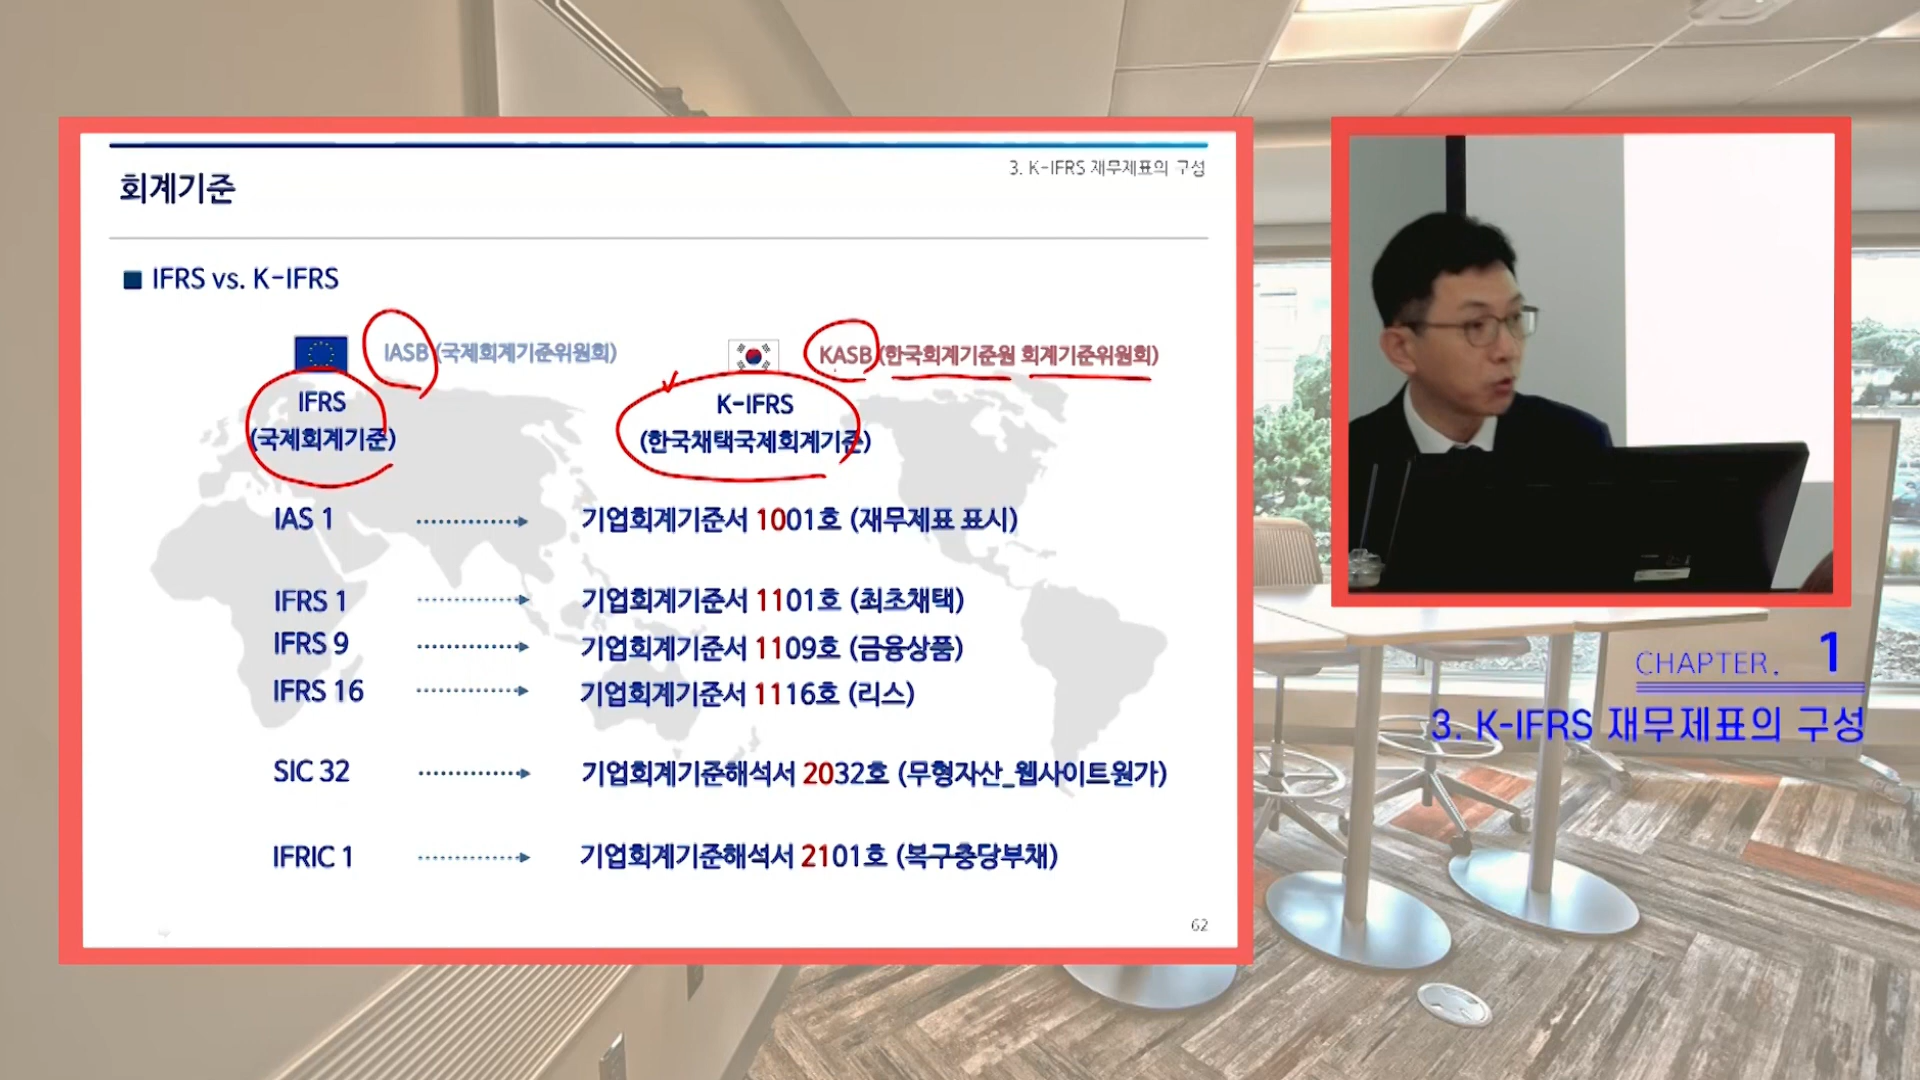 3. K-IFRS 재무제표의 구성
회계기준
IFRS vs. K-IFRS
IASB (국제회계기준위원회)
KASB (한국회계기준원 회계기준위원회)
IFRS
(국제회계기준)
K-IFRS
(한국채택국제회계기준)
IAS 1 기업회계기준서 1001호 (재무제표 표시)
IFRS 1 기업회계기준서 1101호 (최초채택)
IFRS 9 기업회계기준서 1109호 (금융상품)
IFRS 16 기업회계기준서 1116호 (리스)
SIC 32 기업회계기준해석서 2032호 (무형자산_웹사이트원가)
IFRIC 1 기업회계기준해석서 2101호 (복구충당부채)
62
CHAPTER. 1
3. K-IFRS 재무제표의 구성